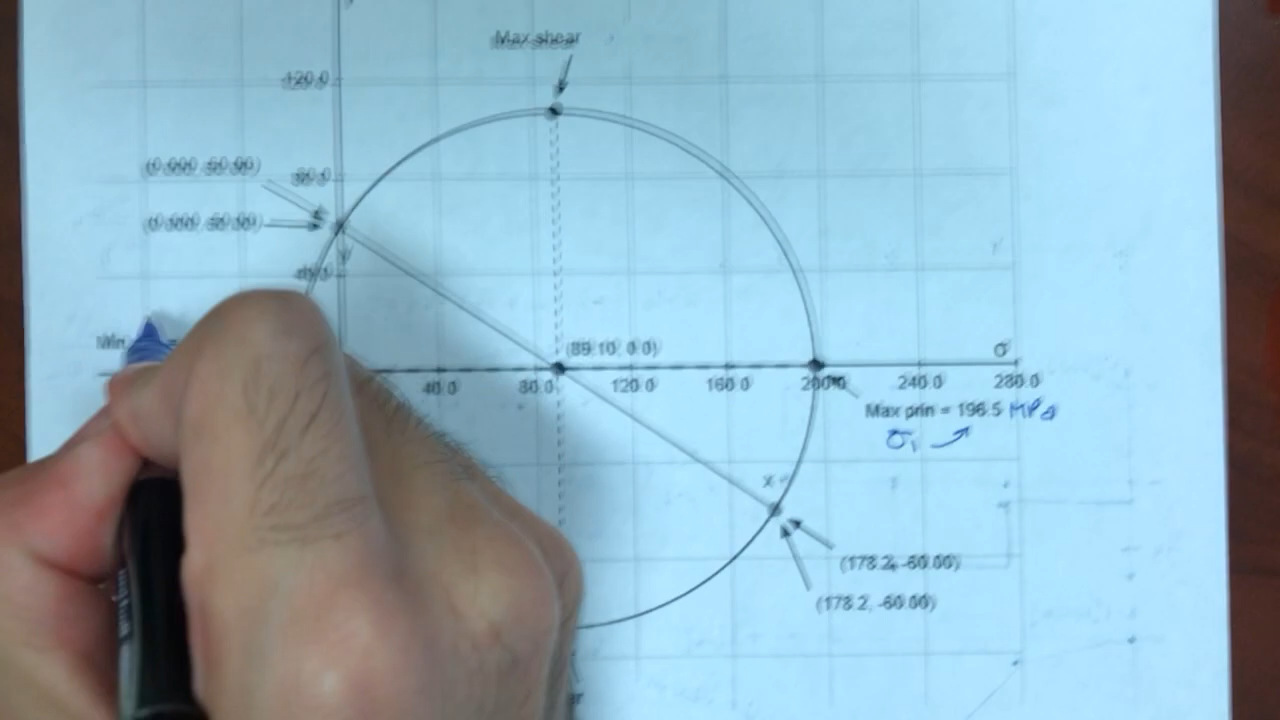 Max shear
120.0
(0.000, 60.00)
80.0
(0.000, 60.00)
y
40.0
Min =
(89.10, 0.0)
σ
40.0
80.0
120.0
160.0
200.0
240.0
280.0
Max prin = 196.5 MPa
σ₁
x
(178.2, -60.00)
(178.2, -60.00)